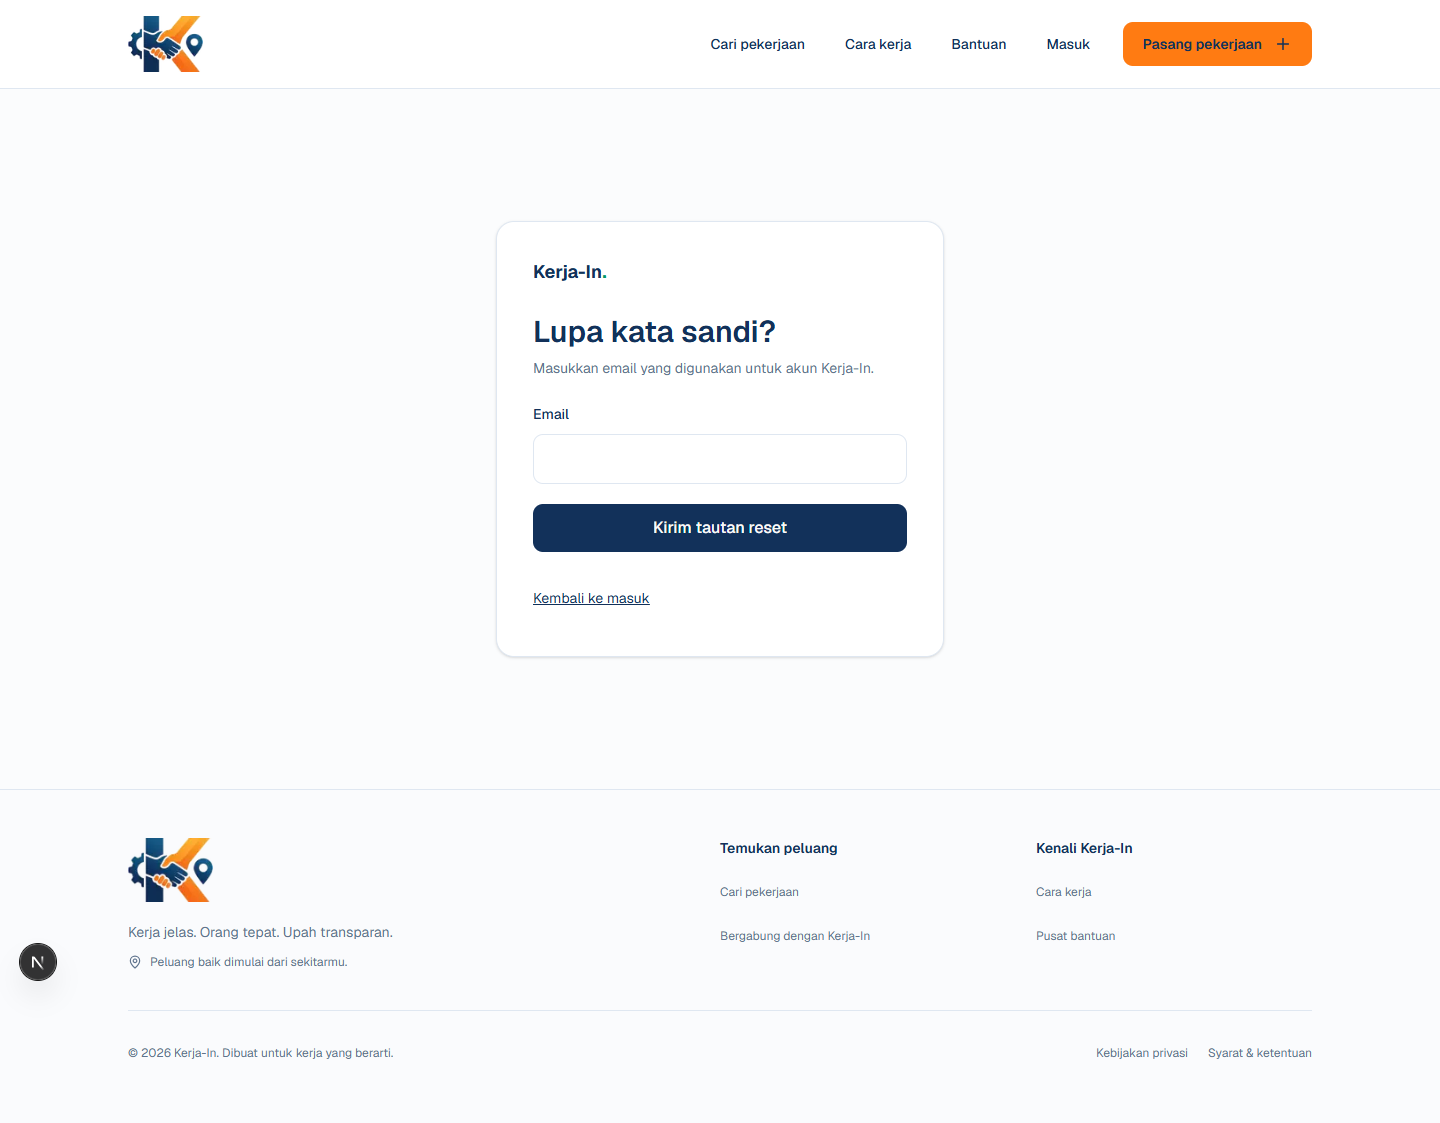 Cari pekerjaan
Cara kerja
Bantuan
Masuk
Pasang pekerjaan
Kerja-In.
Lupa kata sandi?
Masukkan email yang digunakan untuk akun Kerja-In.
Email
Kirim tautan reset
Kembali ke masuk
Kerja jelas. Orang tepat. Upah transparan.
Peluang baik dimulai dari sekitarmu.
Temukan peluang
Cari pekerjaan
Bergabung dengan Kerja-In
Kenali Kerja-In
Cara kerja
Pusat bantuan
N
© 2026 Kerja-In. Dibuat untuk kerja yang berarti.
Kebijakan privasi
Syarat & ketentuan